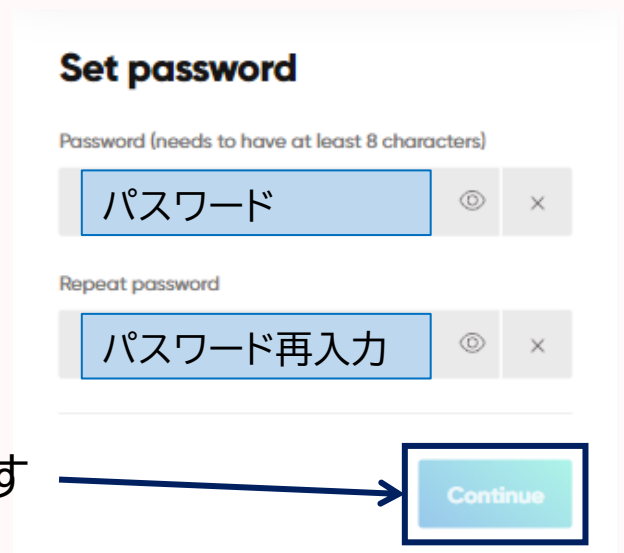 Set password
Password (needs to have at least 8 characters)
パスワード
Repeat password
パスワード再入力
す
Continue